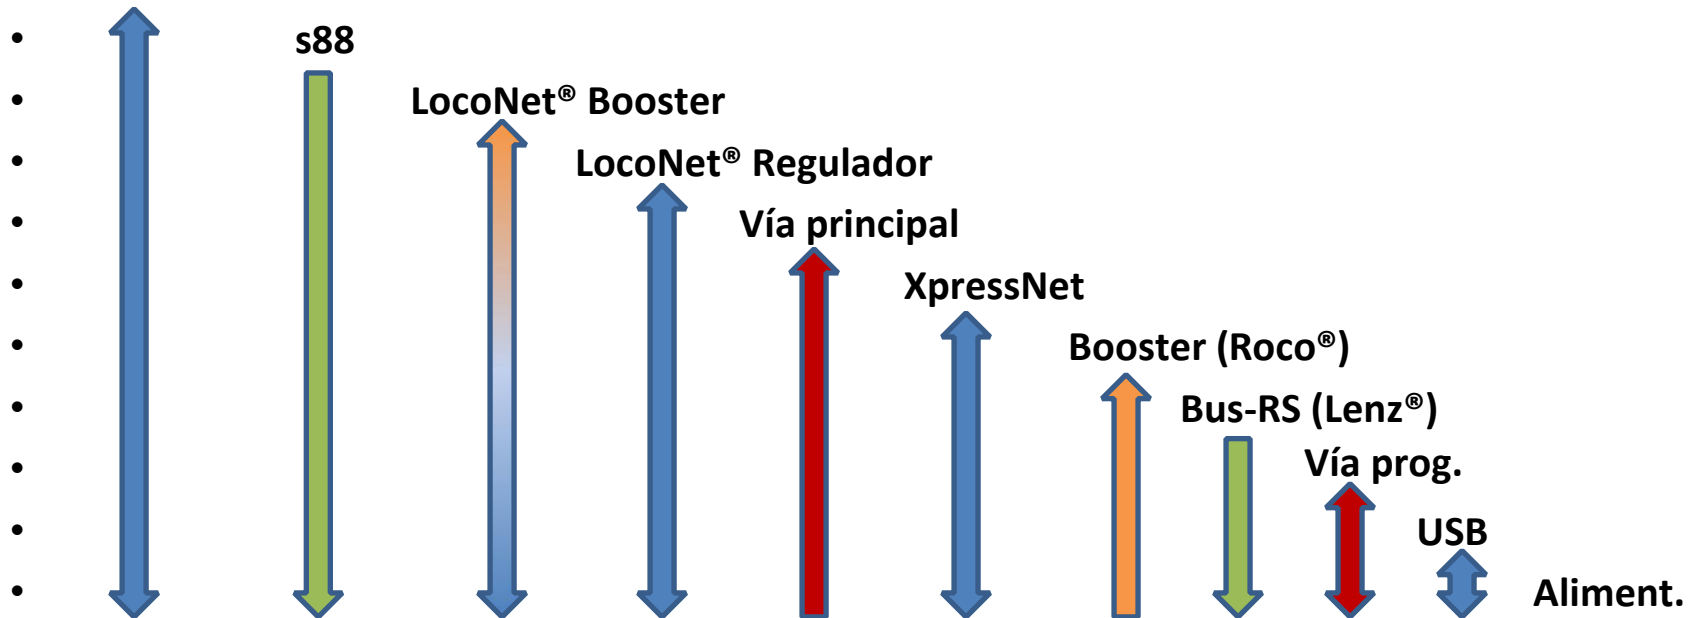 s88
LocoNet® Booster
LocoNet® Regulador
Vía principal
XpressNet
Booster (Roco®)
Bus-RS (Lenz®)
Vía prog.
USB
Aliment.